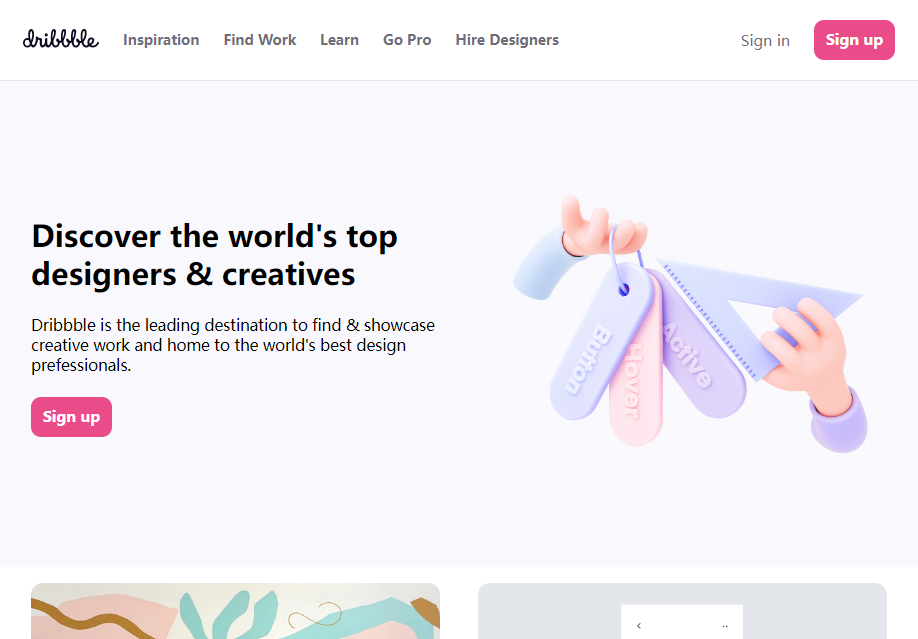 dribbble Inspiration Find Work Learn Go Pro Hire Designers Sign in Sign up
Discover the world's top
designers & creatives
Dribbble is the leading destination to find & showcase
creative work and home to the world's best design
prefessionals.
Sign up
Button
Hover
Active